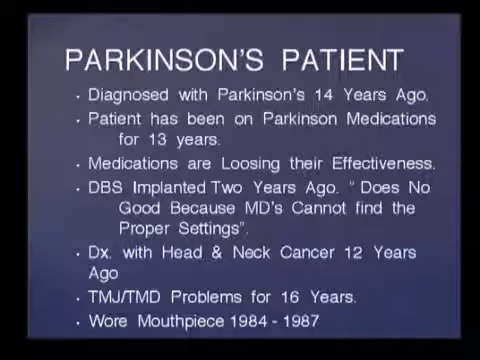 PARKINSON'S PATIENT
• Diagnosed with Parkinson's 14 Years Ago.
• Patient has been on Parkinson Medications
for 13 years.
• Medications are Loosing their Effectiveness.
• DBS Implanted Two Years Ago. " Does No
Good Because MD's Cannot find the
Proper Settings".
• Dx. with Head & Neck Cancer 12 Years
Ago
• TMJ/TMD Problems for 16 Years.
• Wore Mouthpiece 1984 - 1987